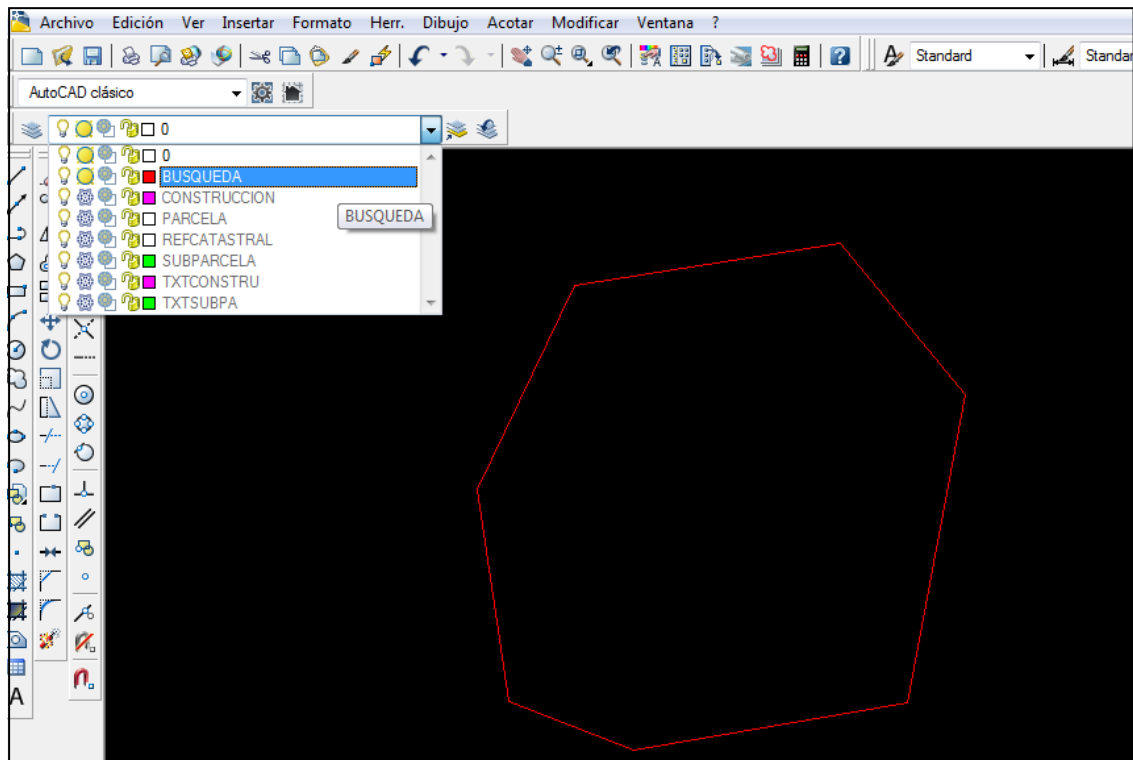 Archivo Edición Ver Insertar Formato Herr. Dibujo Acotar Modificar Ventana ?
Standard Standar
AutoCAD clásico
0
0
BUSQUEDA
CONSTRUCCION
PARCELA BUSQUEDA
REFCATASTRAL
SUBPARCELA
TXTCONSTRU
TXTSUBPA
A